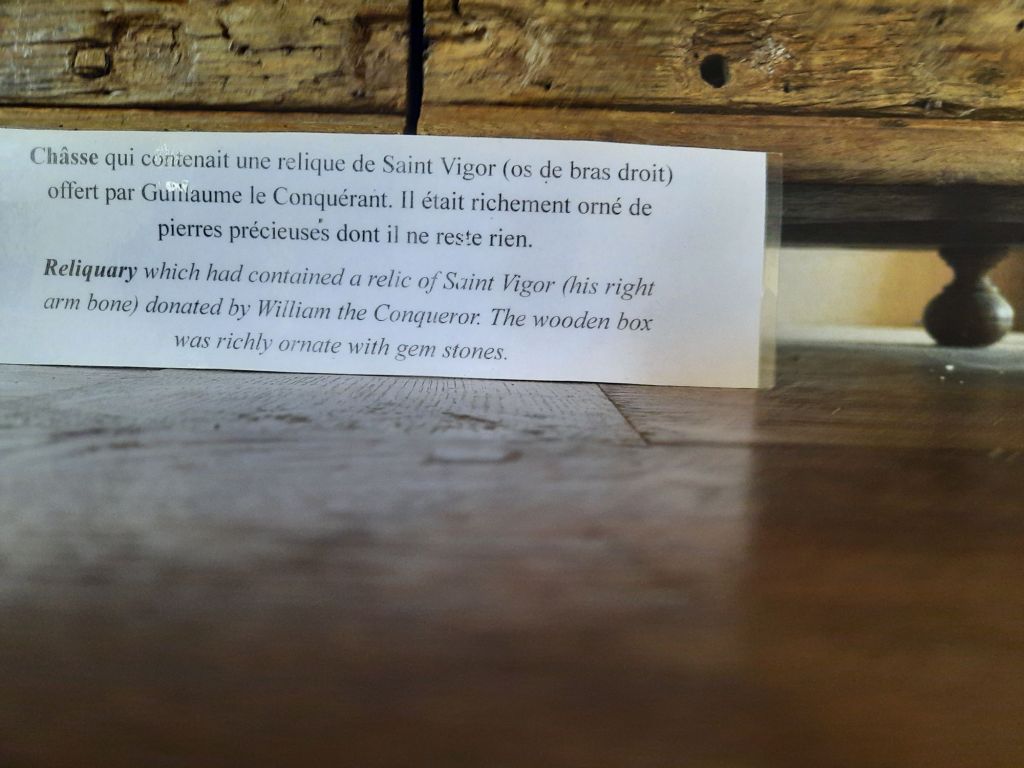 Châsse qui contenait une relique de Saint Vigor (os de bras droit)
offert par Guillaume le Conquérant. Il était richement orné de
pierres précieuses dont il ne reste rien.
Reliquary which had contained a relic of Saint Vigor (his right
arm bone) donated by William the Conqueror. The wooden box
was richly ornate with gem stones.